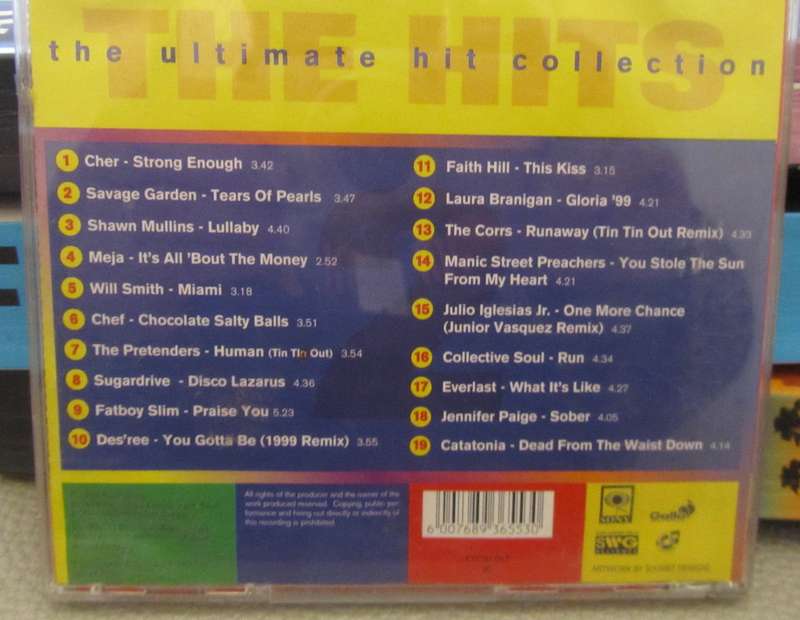 THE HITS
the ultimate hit collection
1 Cher - Strong Enough 3.42
2 Savage Garden - Tears Of Pearls 3.47
3 Shawn Mullins - Lullaby 4.40
4 Meja - It's All 'Bout The Money 2.52
5 Will Smith - Miami 3.18
6 Chef - Chocolate Salty Balls 3.51
7 The Pretenders - Human (Tin Tin Out) 3.54
8 Sugardrive - Disco Lazarus 4.36
9 Fatboy Slim - Praise You 5.23
10 Des'ree - You Gotta Be (1999 Remix) 3.55
11 Faith Hill - This Kiss 3.15
12 Laura Branigan - Gloria '99 4.21
13 The Corrs - Runaway (Tin Tin Out Remix) 4.33
14 Manic Street Preachers - You Stole The Sun
From My Heart 4.21
15 Julio Iglesias Jr. - One More Chance
(Junior Vasquez Remix) 4.37
16 Collective Soul - Run 4.34
17 Everlast - What It's Like 4.27
18 Jennifer Paige - Sober 4.05
19 Catatonia - Dead From The Waist Down 4.14
All rights of the producer and the owner of the
work produced reserved. Copying, public per-
formance and hiring out directly or indirectly of
this recording is prohibited.
6 007689 365530
SONY
Gallo
SWG